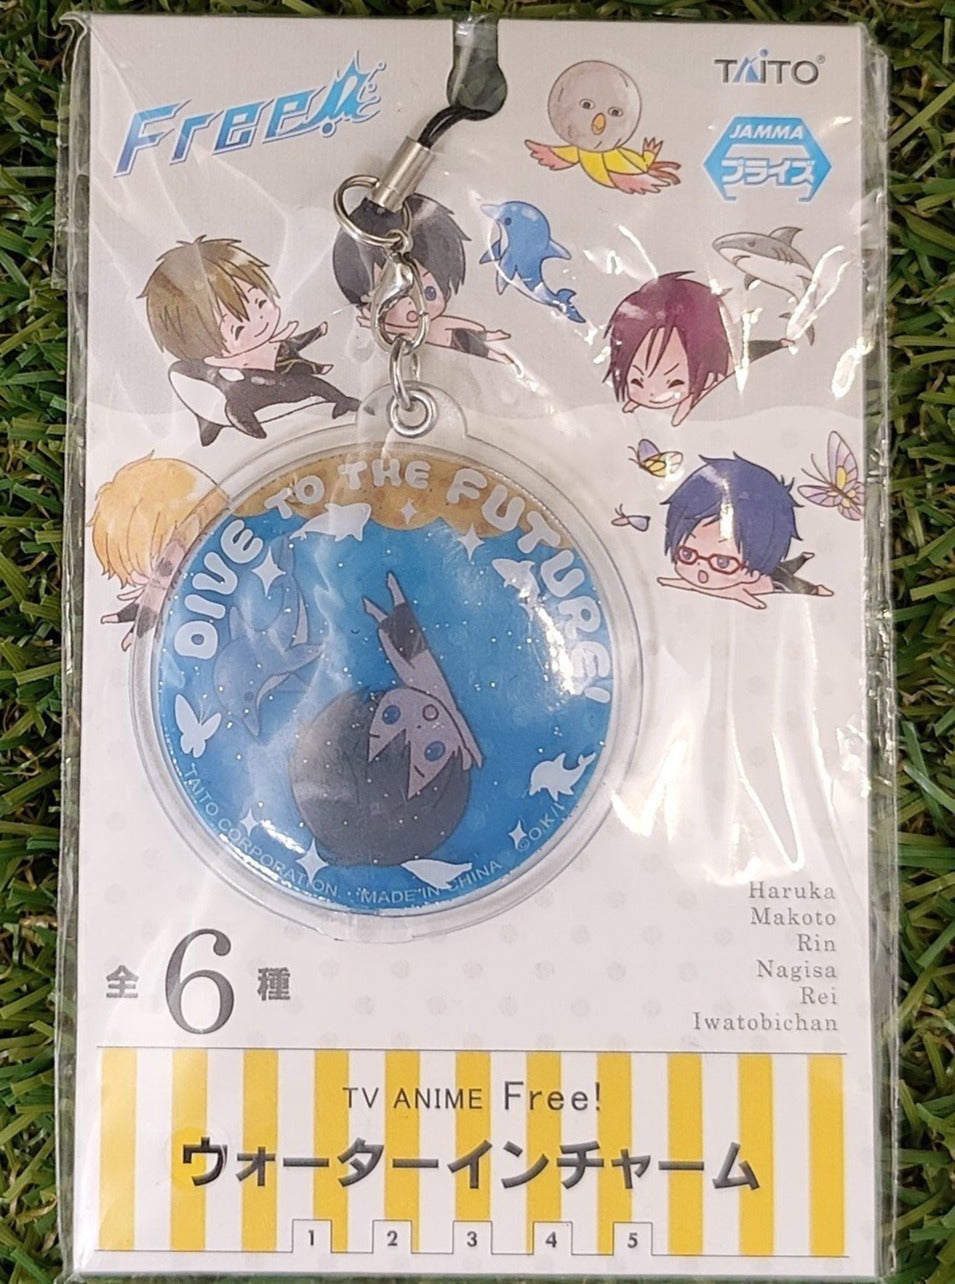 Free!
TAITO®
JAMMA
プライズ
DIVE TO THE FUTURE!
TAITO CORPORATION · MADE IN CHINA
Haruka
Makoto
Rin
Nagisa
Rei
Iwatobichan
全6種
TV ANIME Free!
ウォーターインチャーム
1 2 3 4 5